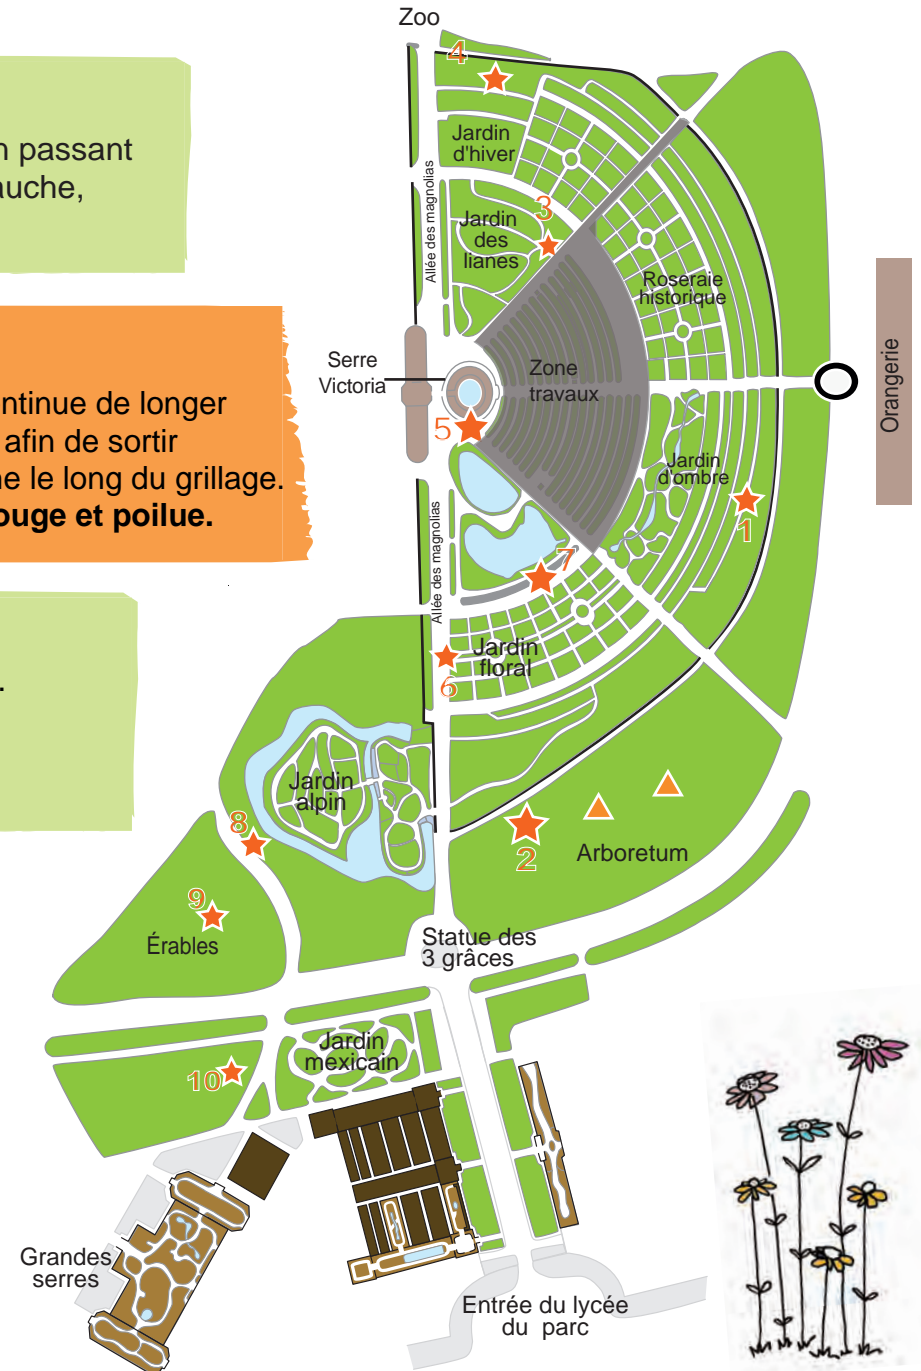 n passant
auche,
ntinue de longer
afin de sortir
e le long du grillage.
ouge et poilue.
.
Zoo
4
Jardin
d'hiver
3
Jardin
des
lianes
Allée des magnolias
Roseraie
historique
Serre
Victoria
Zone
travaux
Orangerie
5
Jardin
d'ombre
1
7
Allée des magnolias
Jardin
floral
6
Jardin
alpin
8
2
Arboretum
9
Érables
Statue des
3 grâces
Jardin
mexicain
10
Grandes
serres
Entrée du lycée
du parc